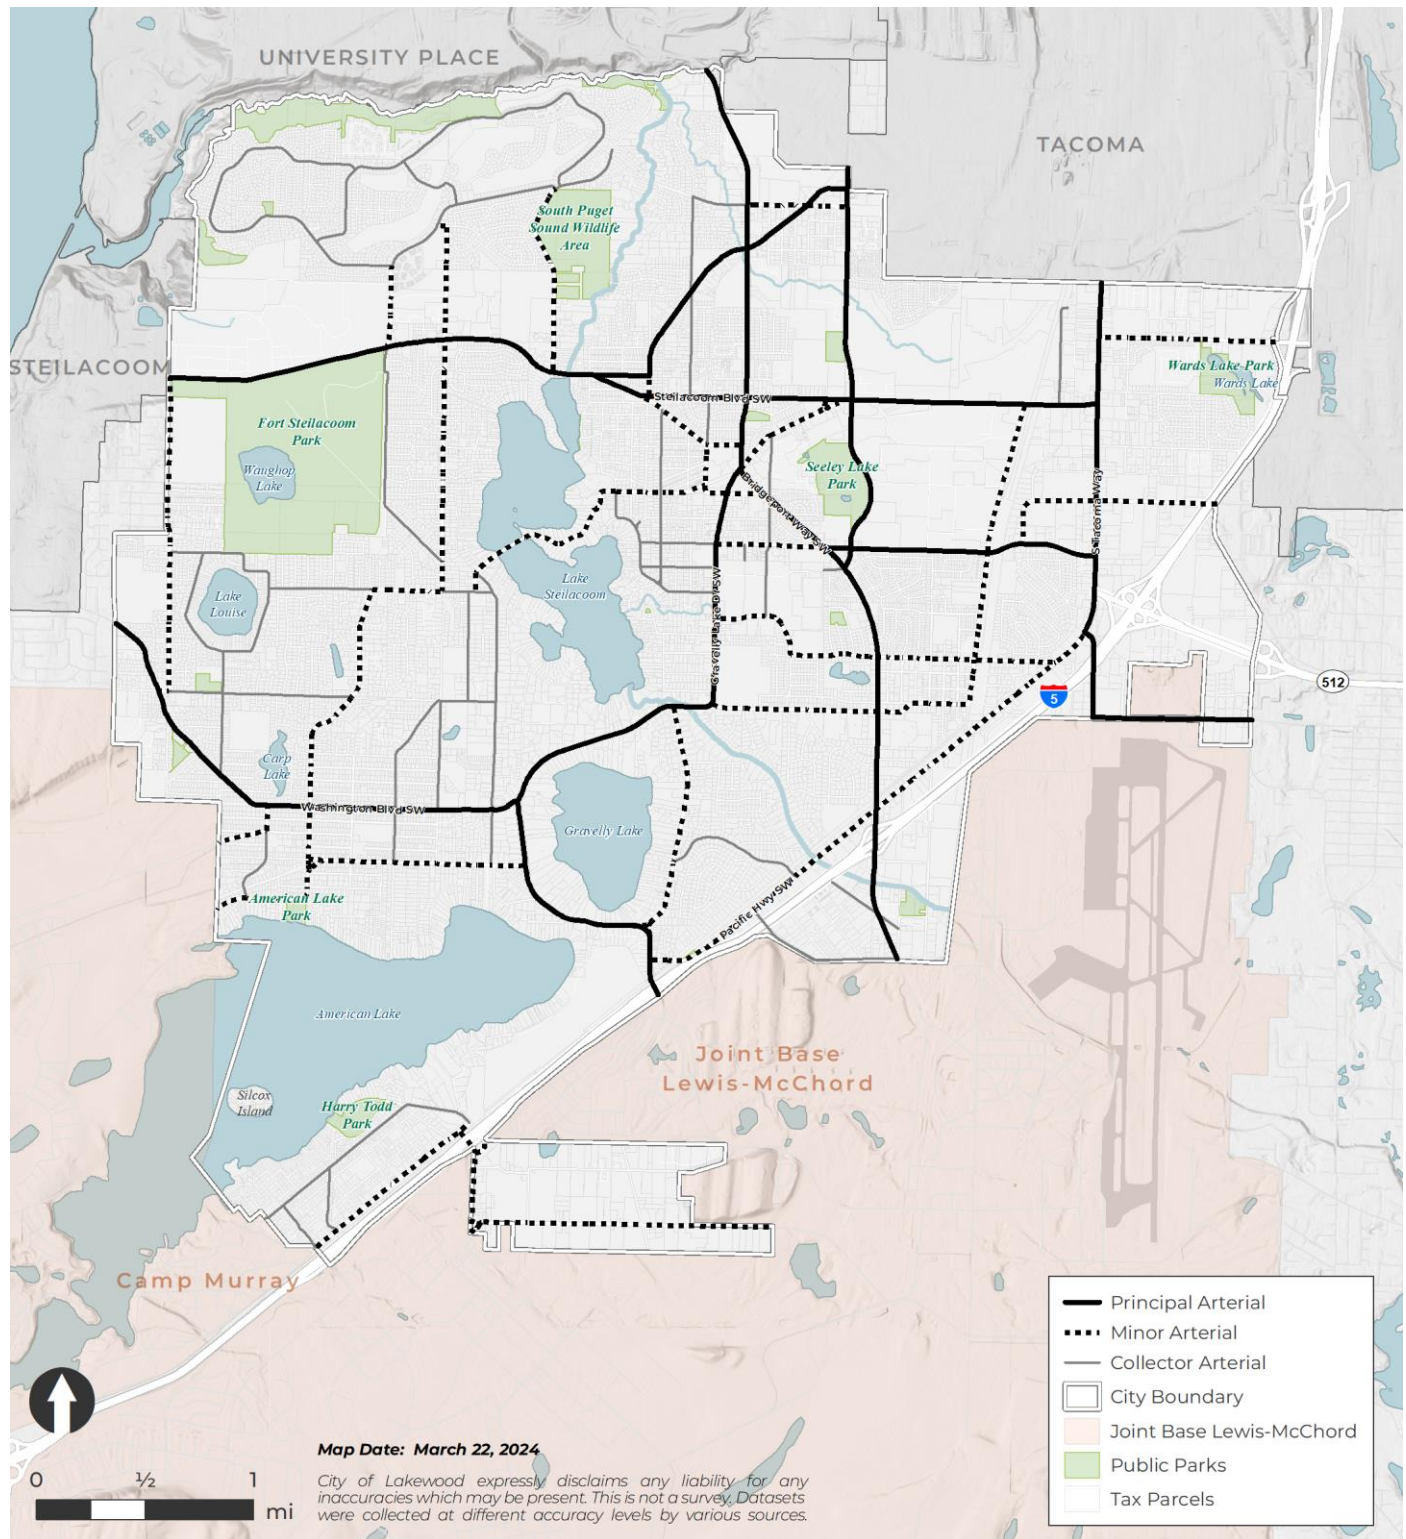 UNIVERSITY PLACE
TACOMA
South Puget
Sound Wildlife
Area
STEILACOOM
Wards Lake Park
Wards Lake
Steilacoom Blvd SW
Fort Steilacoom
Park
Waughop
Lake
Seeley Lake
Park
Bridgeport Way SW
S Tacoma Way
Lake
Louise
Lake
Steilacoom
Gravelly Lake Dr SW
512
5
Carp
Lake
Washington Blvd SW
Gravelly Lake
American Lake
Park
Pacific Hwy SW
American Lake
Joint Base
Lewis-McChord
Silcox
Island
Harry Todd
Park
Camp Murray
Principal Arterial
Minor Arterial
Collector Arterial
City Boundary
Joint Base Lewis-McChord
Public Parks
Tax Parcels
Map Date: March 22, 2024
0 ½ 1
mi
City of Lakewood expressly disclaims any liability for any
inaccuracies which may be present. This is not a survey. Datasets
were collected at different accuracy levels by various sources.